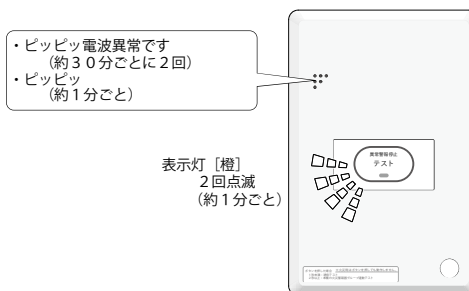 ・ピッピッ電波異常です
（約３０分ごとに２回）
・ピッピッ
（約１分ごと）
表示灯［橙］
２回点滅
（約１分ごと）
異常警報停止
テスト